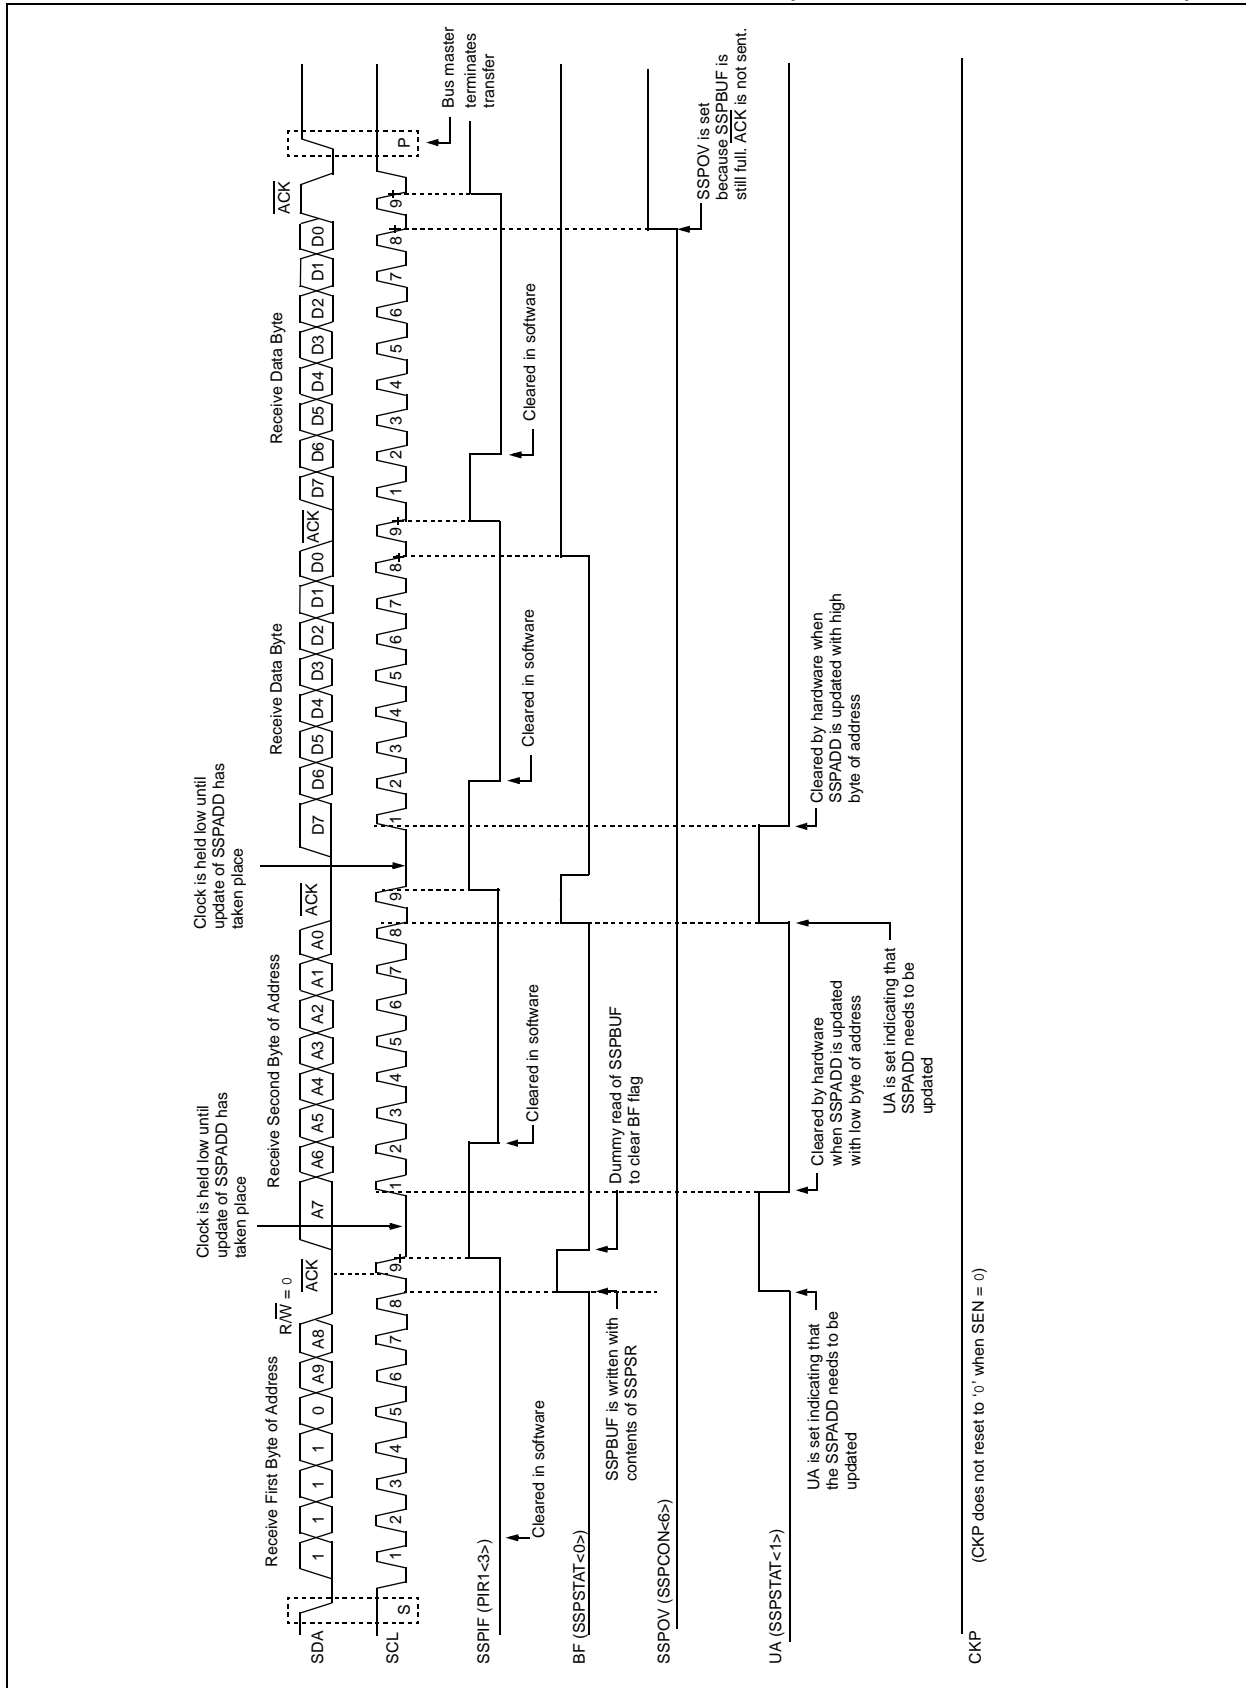 Receive First Byte of Address
R/W = 0
ACK
Clock is held low until
update of SSPADD has
taken place
Receive Second Byte of Address
ACK
Clock is held low until
update of SSPADD has
taken place
Receive Data Byte
ACK
Receive Data Byte
ACK
SDA
1 1 1 1 0 A9 A8
A7 A6 A5 A4 A3 A2 A1 A0
D7 D6 D5 D4 D3 D2 D1 D0
D7 D6 D5 D4 D3 D2 D1 D0
SCL
S
1 2 3 4 5 6 7 8 9
1 2 3 4 5 6 7 8 9
1 2 3 4 5 6 7 8 9
1 2 3 4 5 6 7 8 9
P
Bus master
terminates
transfer
SSPIF (PIR1<3>)
Cleared in software
Cleared in software
Cleared in software
Cleared in software
BF (SSPSTAT<0>)
SSPBUF is written with
contents of SSPSR
Dummy read of SSPBUF
to clear BF flag
SSPOV (SSPCON<6>)
SSPOV is set
because SSPBUF is
still full. ACK is not sent.
UA (SSPSTAT<1>)
UA is set indicating that
the SSPADD needs to be
updated
Cleared by hardware
when SSPADD is updated
with low byte of address
UA is set indicating that
SSPADD needs to be
updated
Cleared by hardware when
SSPADD is updated with high
byte of address
CKP
(CKP does not reset to ‘0’ when SEN = 0)